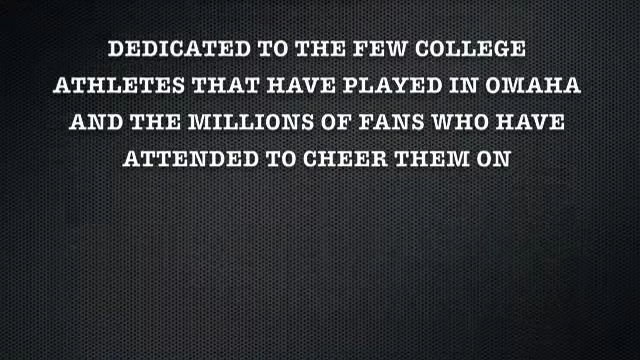 DEDICATED TO THE FEW COLLEGE
ATHLETES THAT HAVE PLAYED IN OMAHA
AND THE MILLIONS OF FANS WHO HAVE
ATTENDED TO CHEER THEM ON